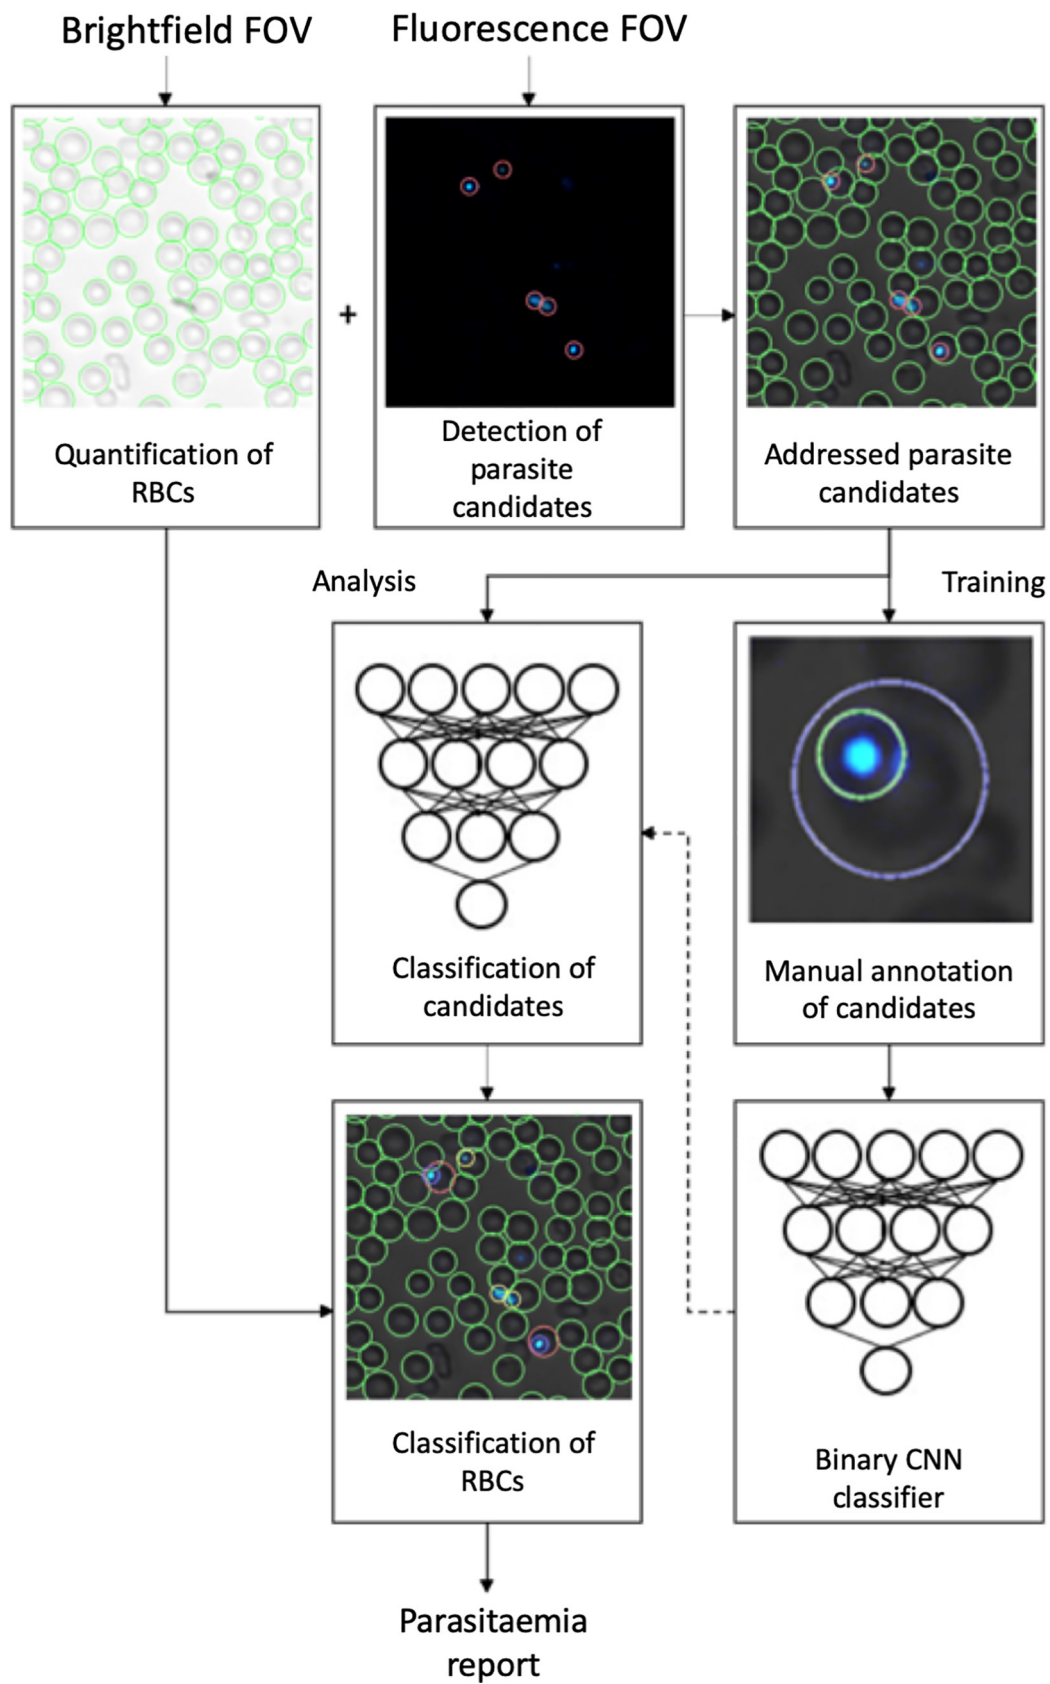 Brightfield FOV
Fluorescence FOV
+
Quantification of
RBCs
Detection of
parasite
candidates
Addressed parasite
candidates
Analysis
Training
Classification of
candidates
Manual annotation
of candidates
Classification of
RBCs
Binary CNN
classifier
Parasitaemia
report